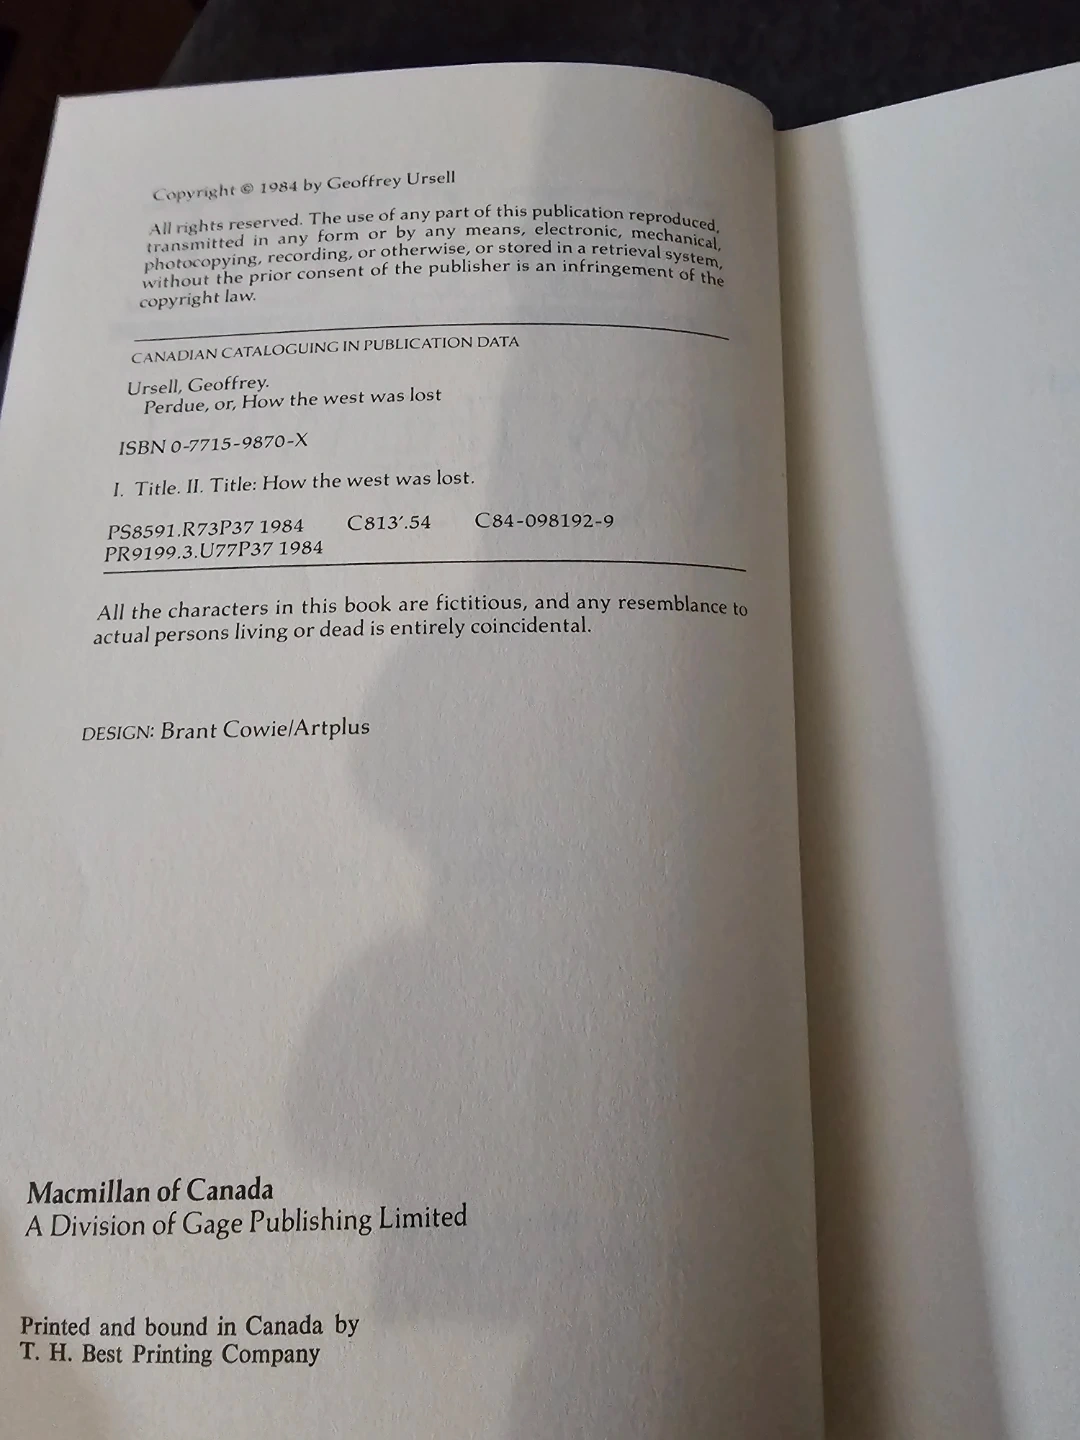 Copyright © 1984 by Geoffrey Ursell
All rights reserved. The use of any part of this publication reproduced,
transmitted in any form or by any means, electronic, mechanical,
photocopying, recording, or otherwise, or stored in a retrieval system,
without the prior consent of the publisher is an infringement of the
copyright law.
CANADIAN CATALOGUING IN PUBLICATION DATA
Ursell, Geoffrey.
Perdue, or, How the west was lost
ISBN 0-7715-9870-X
I. Title. II. Title: How the west was lost.
PS8591.R73P37 1984 C813′.54 C84-098192-9
PR9199.3.U77P37 1984
All the characters in this book are fictitious, and any resemblance to
actual persons living or dead is entirely coincidental.
DESIGN: Brant Cowie/Artplus
Macmillan of Canada
A Division of Gage Publishing Limited
Printed and bound in Canada by
T. H. Best Printing Company